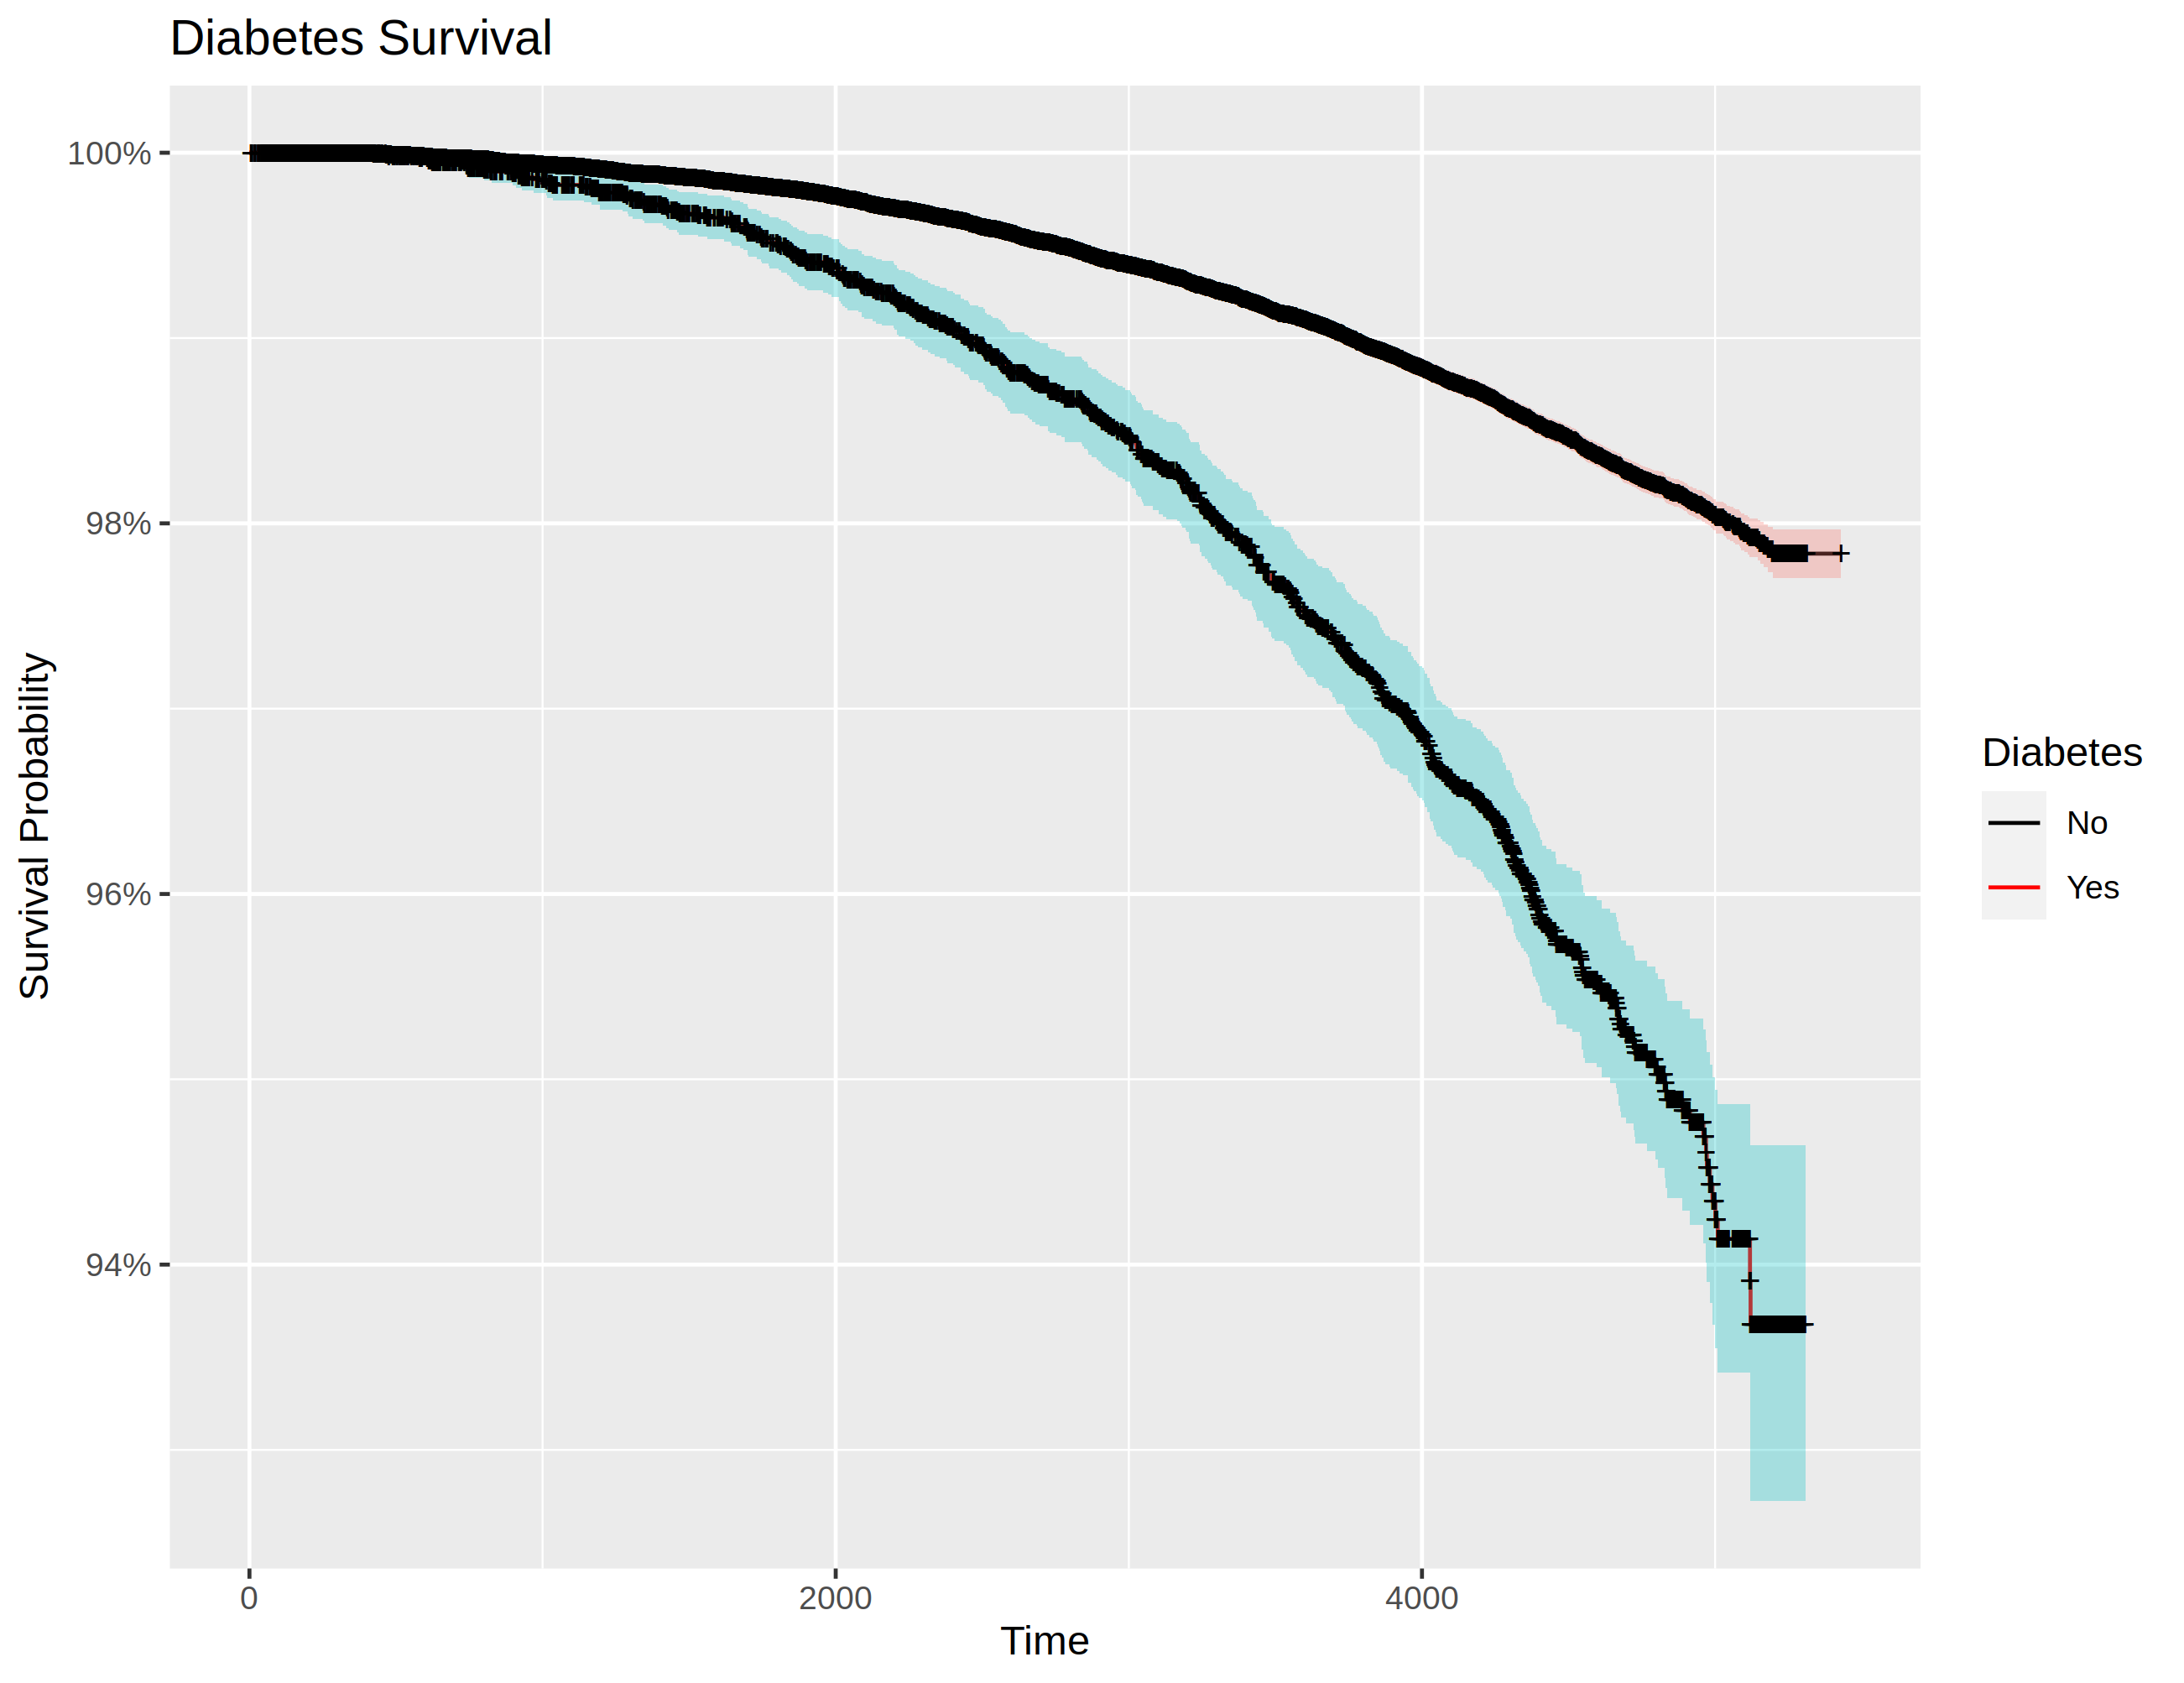 Diabetes Survival
100%
98%
96%
94%
Survival Probability
0 2000 4000
Time
Diabetes
No
Yes